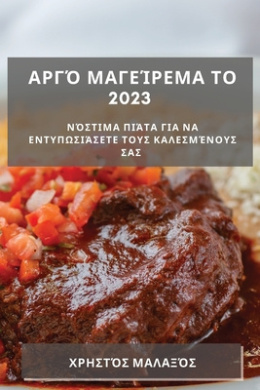 ΑΡΓΌ ΜΑΓΕΊΡΕΜΑ ΤΟ
2023
ΝΌΣΤΙΜΑ ΠΙΆΤΑ ΓΙΑ ΝΑ
ΕΝΤΥΠΩΣΙΆΣΕΤΕ ΤΟΥΣ ΚΑΛΕΣΜΈΝΟΥΣ
ΣΑΣ
ΧΡΗΣΤΌΣ ΜΑΛΑΞΌΣ